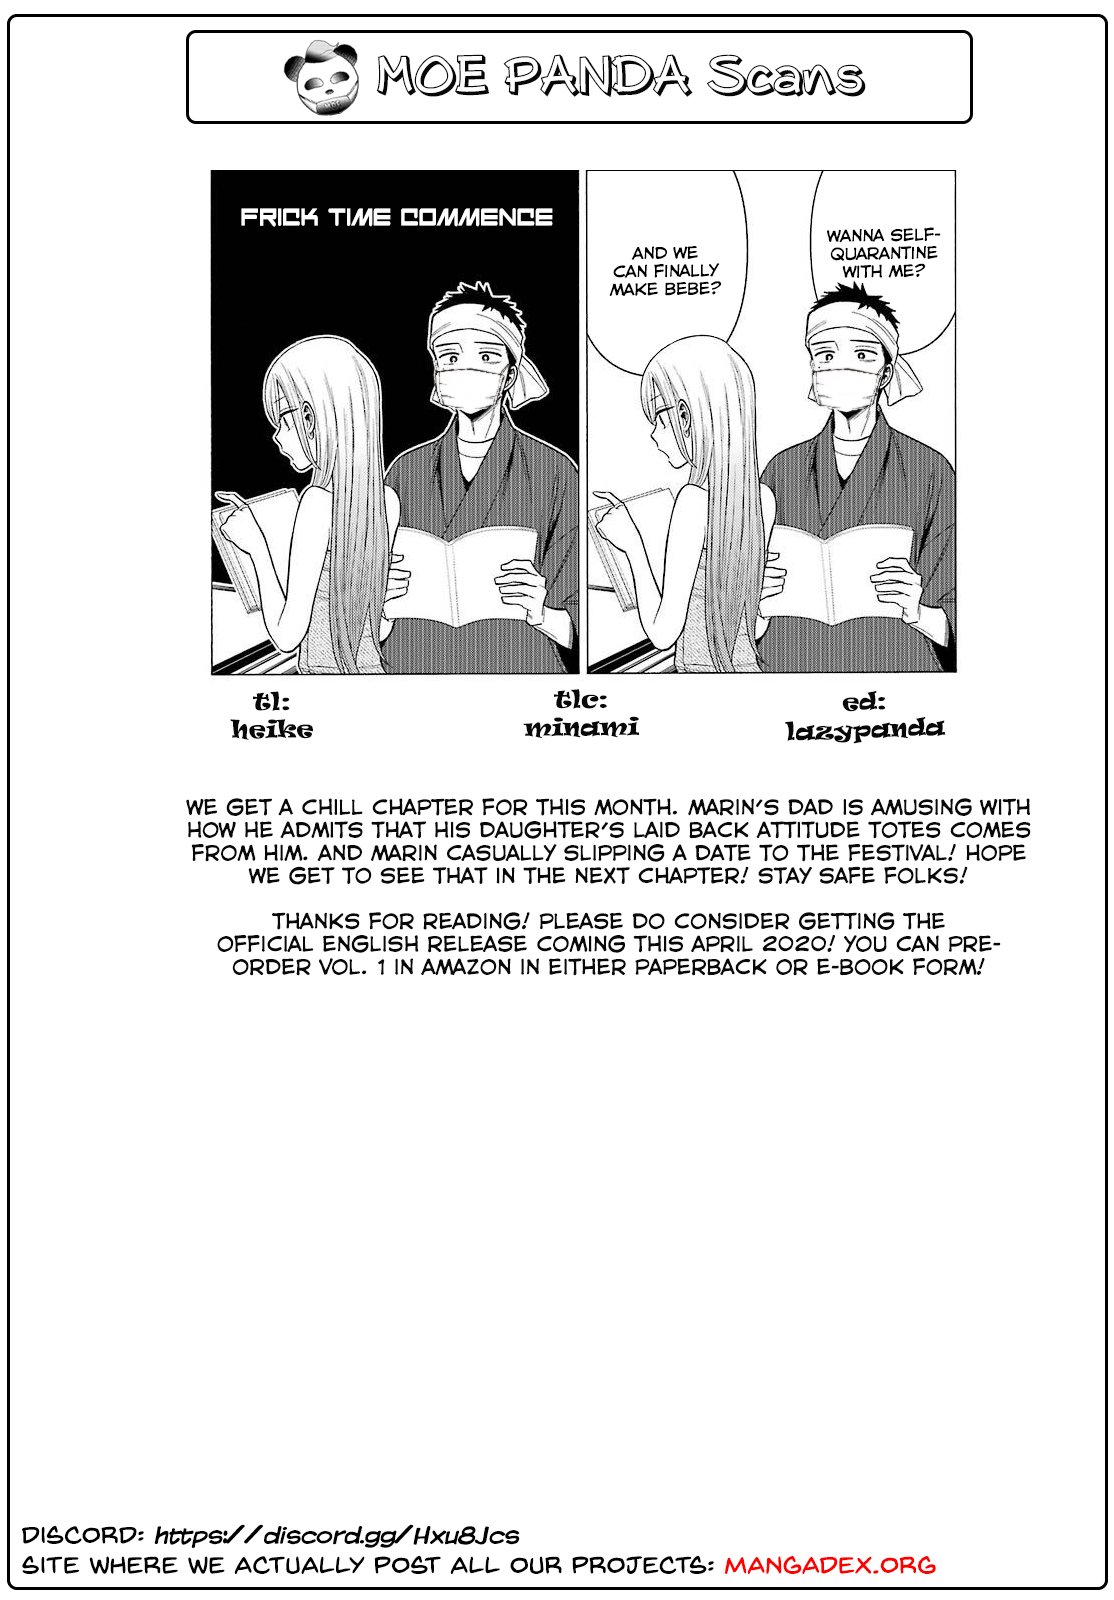 MOE PANDA Scans
WANNA SELF-
QUARANTINE
WITH ME?
AND WE
CAN FINALLY
MAKE BEBE?
FRICK TIME COMMENCE
tl:
heike
tlc:
minami
ed:
lazypanda
WE GET A CHILL CHAPTER FOR THIS MONTH. MARIN'S DAD IS AMUSING WITH
HOW HE ADMITS THAT HIS DAUGHTER'S LAID BACK ATTITUDE TOTES COMES
FROM HIM. AND MARIN CASUALLY SLIPPING A DATE TO THE FESTIVAL! HOPE
WE GET TO SEE THAT IN THE NEXT CHAPTER! STAY SAFE FOLKS!
THANKS FOR READING! PLEASE DO CONSIDER GETTING THE
OFFICIAL ENGLISH RELEASE COMING THIS APRIL 2020! YOU CAN PRE-
ORDER VOL. 1 IN AMAZON IN EITHER PAPERBACK OR E-BOOK FORM!
DISCORD: https://discord.gg/Hxu8Jcs
SITE WHERE WE ACTUALLY POST ALL OUR PROJECTS: MANGADEX.ORG